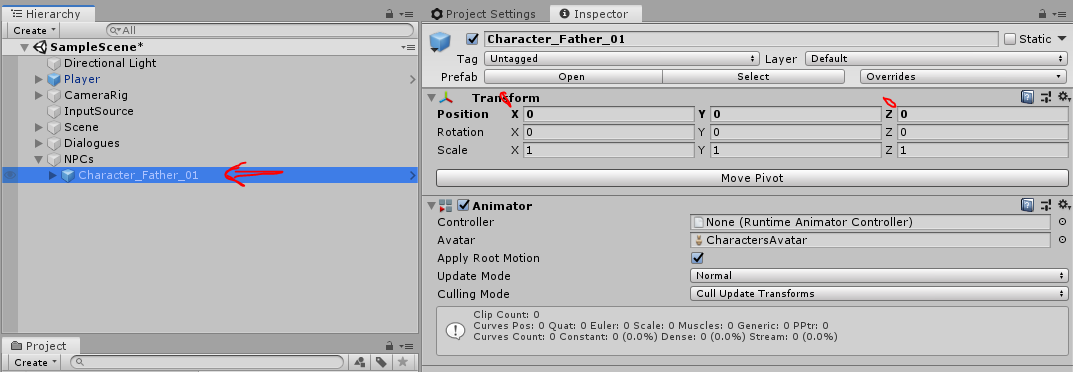 Hierarchy
Create
All
SampleScene*
Directional Light
Player
CameraRig
InputSource
Scene
Dialogues
NPCs
Character_Father_01
Project
Create
Project Settings
Inspector
Character_Father_01
Static
Tag Untagged Layer Default
Prefab Open Select Overrides
Transform
Position X 0 Y 0 Z 0
Rotation X 0 Y 0 Z 0
Scale X 1 Y 1 Z 1
Move Pivot
Animator
Controller None (Runtime Animator Controller)
Avatar CharactersAvatar
Apply Root Motion
Update Mode Normal
Culling Mode Cull Update Transforms
Clip Count: 0
Curves Pos: 0 Quat: 0 Euler: 0 Scale: 0 Muscles: 0 Generic: 0 PPtr: 0
Curves Count: 0 Constant: 0 (0.0%) Dense: 0 (0.0%) Stream: 0 (0.0%)